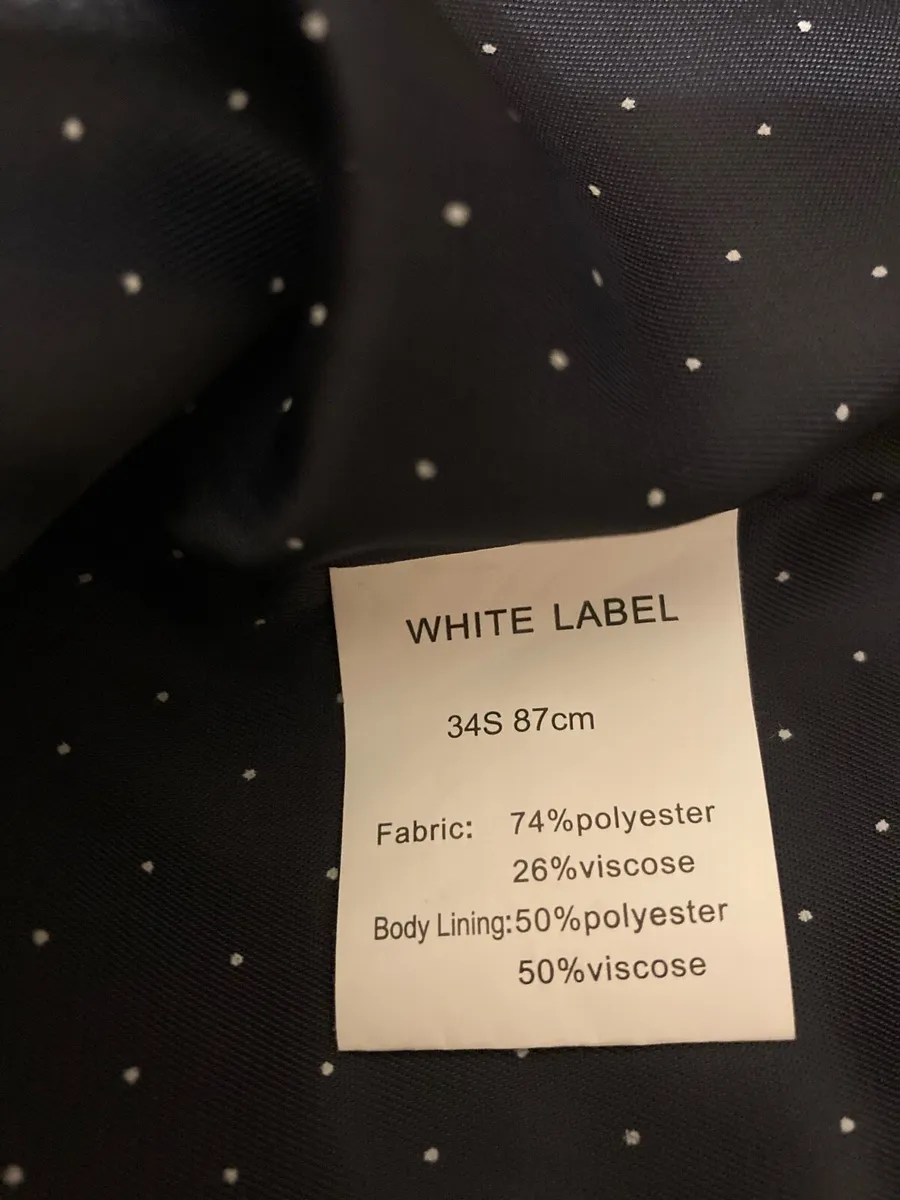 WHITE LABEL
34S 87cm
Fabric: 74%polyester
26%viscose
Body Lining:50%polyester
50%viscose